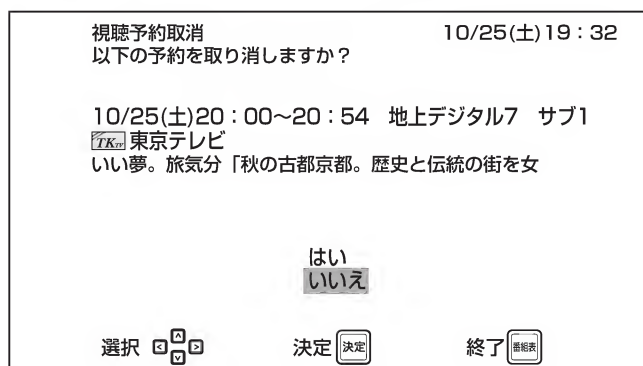 視聴予約取消 10/25(土)19:32
以下の予約を取り消しますか?
10/25(土)20:00~20:54 地上デジタル7 サブ1
TKTV 東京テレビ
いい夢。旅気分「秋の古都京都。歴史と伝統の街を女
はい
いいえ
選択 決定 決定 終了 番組表